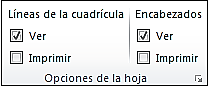 Líneas de la cuadrícula Encabezados
Ver Ver
Imprimir Imprimir
Opciones de la hoja